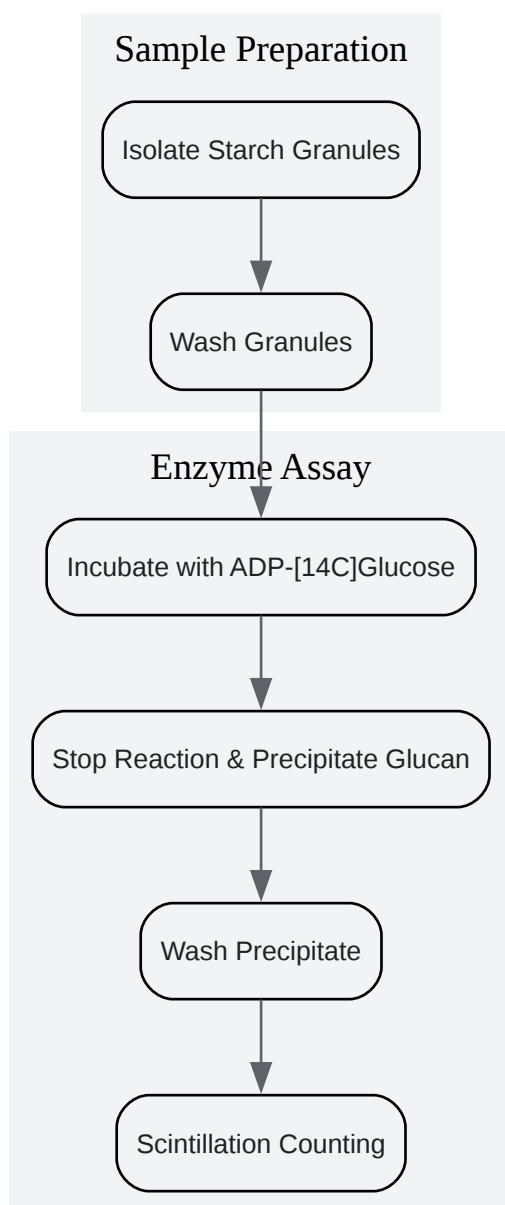 Sample Preparation
Isolate Starch Granules
Wash Granules
Enzyme Assay
Incubate with ADP-[14C]Glucose
Stop Reaction & Precipitate Glucan
Wash Precipitate
Scintillation Counting